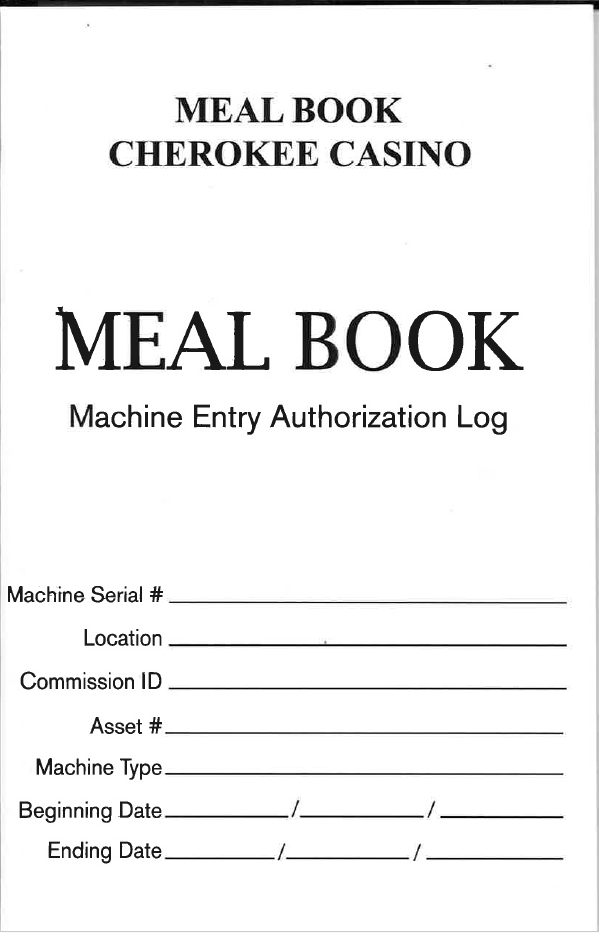 MEAL BOOK
CHEROKEE CASINO
MEAL BOOK
Machine Entry Authorization Log
Machine Serial # ____________________
Location ____________________
Commission ID ____________________
Asset # ____________________
Machine Type ____________________
Beginning Date ______ / ______ / ______
Ending Date ______ / ______ / ______